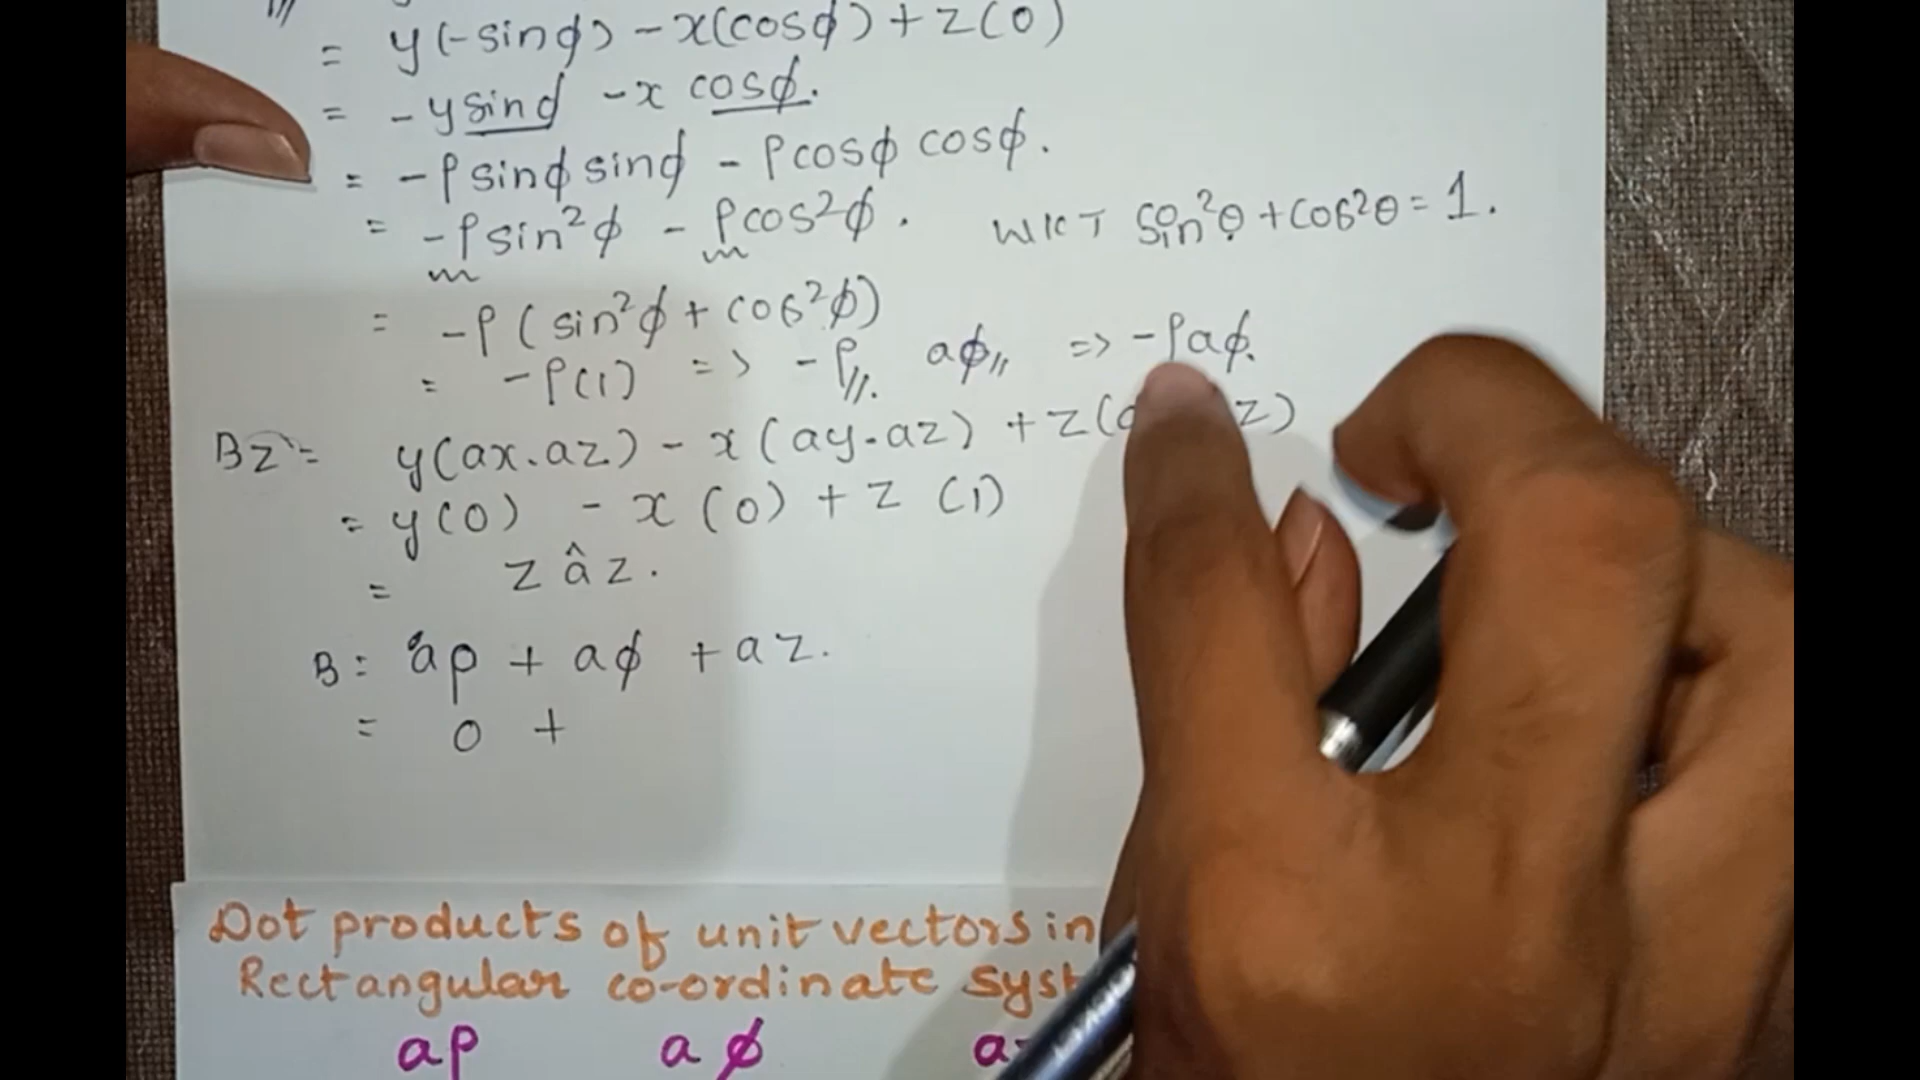 = y(-sinϕ) - x(cosϕ) + z(0)
= -y sinϕ - x cosϕ.
= -ρ sinϕ sinϕ - ρ cosϕ cosϕ.
= -ρ sin²ϕ - ρ cos²ϕ. WKT sin²θ + cos²θ = 1.
= -ρ (sin²ϕ + cos²ϕ)
= -ρ(1) => -ρ//. aϕ// => -ρ aϕ.
Bz = y(ax.az) - x(ay.az) + z( z)
= y(0) - x(0) + z (1)
= z âz.
B = aρ + aϕ + az.
= 0 +
Dot products of unit vectors in
Rectangular co-ordinate
aρ aϕ